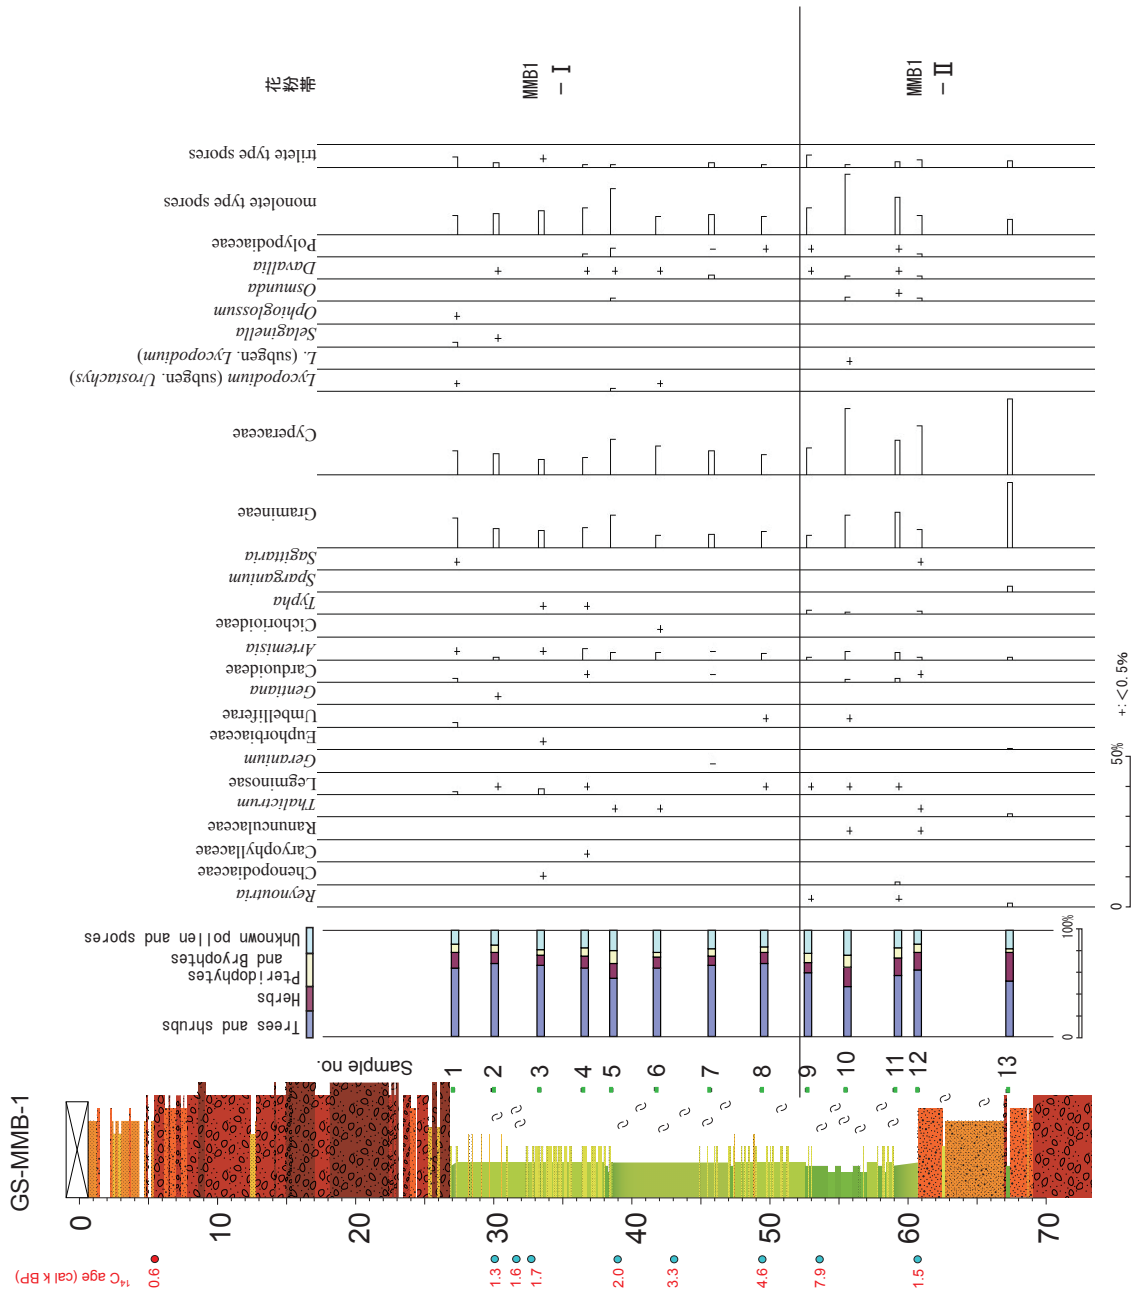 GS-MMB-1
¹⁴C age (cal k BP)
0.6
1.3
1.6
1.7
2.0
3.3
4.6
7.9
1.5
0
10
20
30
40
50
60
70
Sample no.
1
2
3
4
5
6
7
8
9
10
11
12
13
Trees and shrubs
Herbs
Pteridophytes
and Bryophites
Unknown pollen and spores
0
100%
Reynoutria
Chenopodiaceae
Caryophyllaceae
Ranunculaceae
Thalictrum
Legminosae
Geranium
Euphorbiaceae
Umbelliferae
Gentiana
Carduoideae
Artemisia
Cichorioideae
Typha
Sparganium
Sagittaria
Gramineae
Cyperaceae
Lycopodium (subgen. Urostachys)
L. (subgen. Lycopodium)
Selaginella
Ophioglossum
Osmunda
Davallia
Polypodiaceae
monolete type spores
trilete type spores
花粉帯
MMB1
－Ⅰ
MMB1
－Ⅱ
0
50%
+:<0.5%